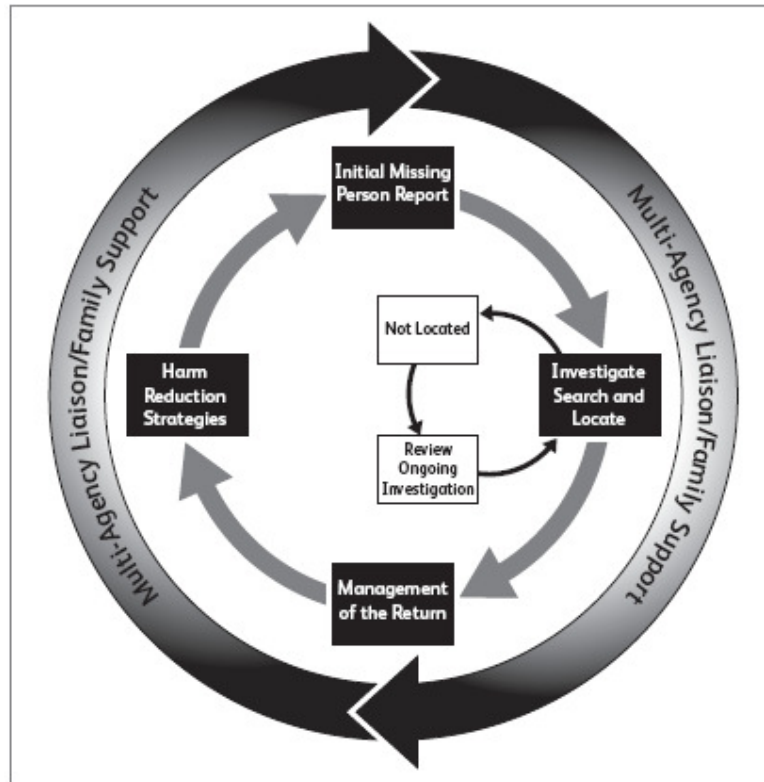 Initial Missing
Person Report
Multi-Agency Liaison/Family Support
Multi-Agency Liaison/Family Support
Not Located
Harm
Reduction
Strategies
Investigate
Search and
Locate
Review
Ongoing
Investigation
Management
of the Return